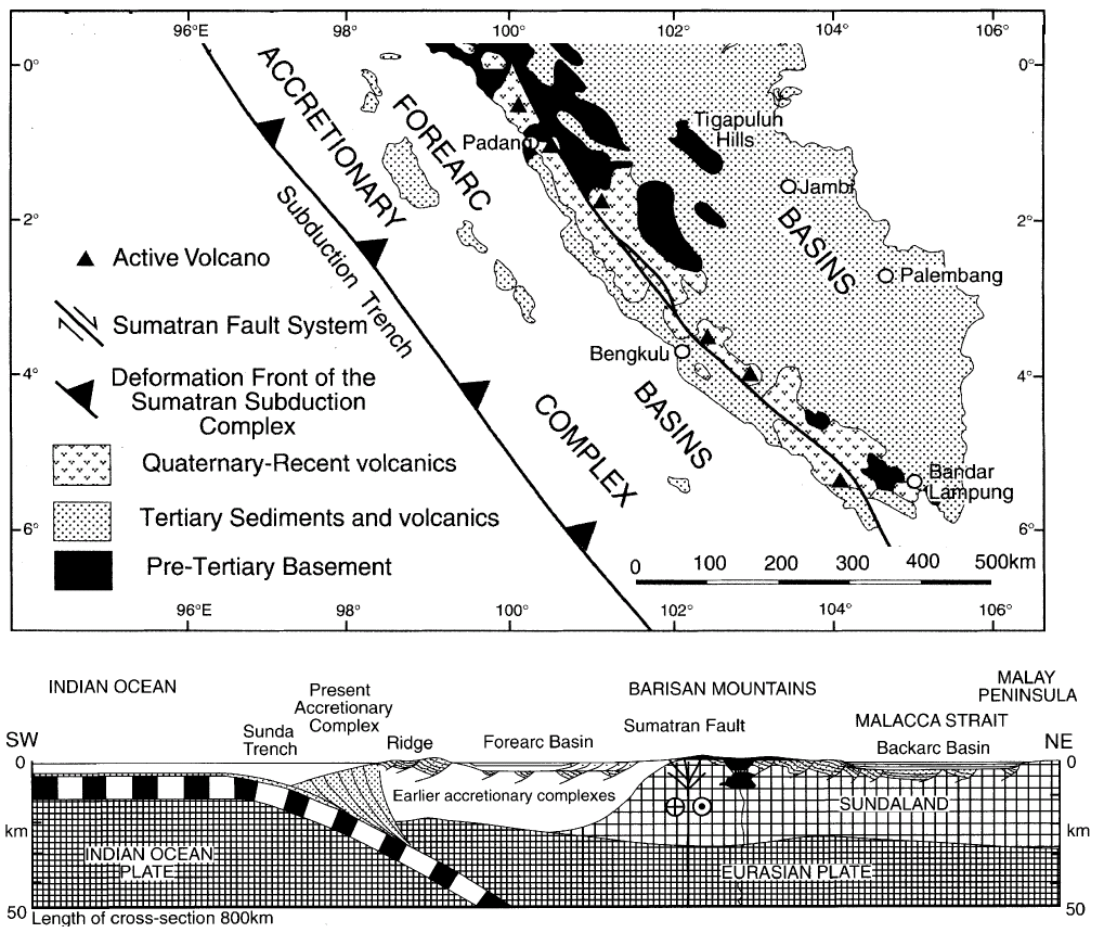 96°E 98° 100° 102° 104° 106°
0° 0°
ACCRETIONARY
FOREARC
Tigapuluh
Hills
Padang
Jambi
BASINS
2° 2°
Subduction Trench
Active Volcano
Palembang
Sumatran Fault System
Bengkulu
4° 4°
Deformation Front of the
Sumatran Subduction
Complex
COMPLEX
BASINS
Quaternary-Recent volcanics
Bandar
Lampung
Tertiary Sediments and volcanics
6° 6°
Pre-Tertiary Basement
0 100 200 300 400 500km
96°E 98° 100° 102° 104° 106°
INDIAN OCEAN
Present
Accretionary
Complex
BARISAN MOUNTAINS
MALAY
PENINSULA
Sunda
Trench
Ridge
Forearc Basin
Sumatran Fault
MALACCA STRAIT
Backarc Basin
SW NE
0 0
Earlier accretionary complexes
SUNDALAND
km km
INDIAN OCEAN
PLATE
EURASIAN PLATE
50 50
Length of cross-section 800km